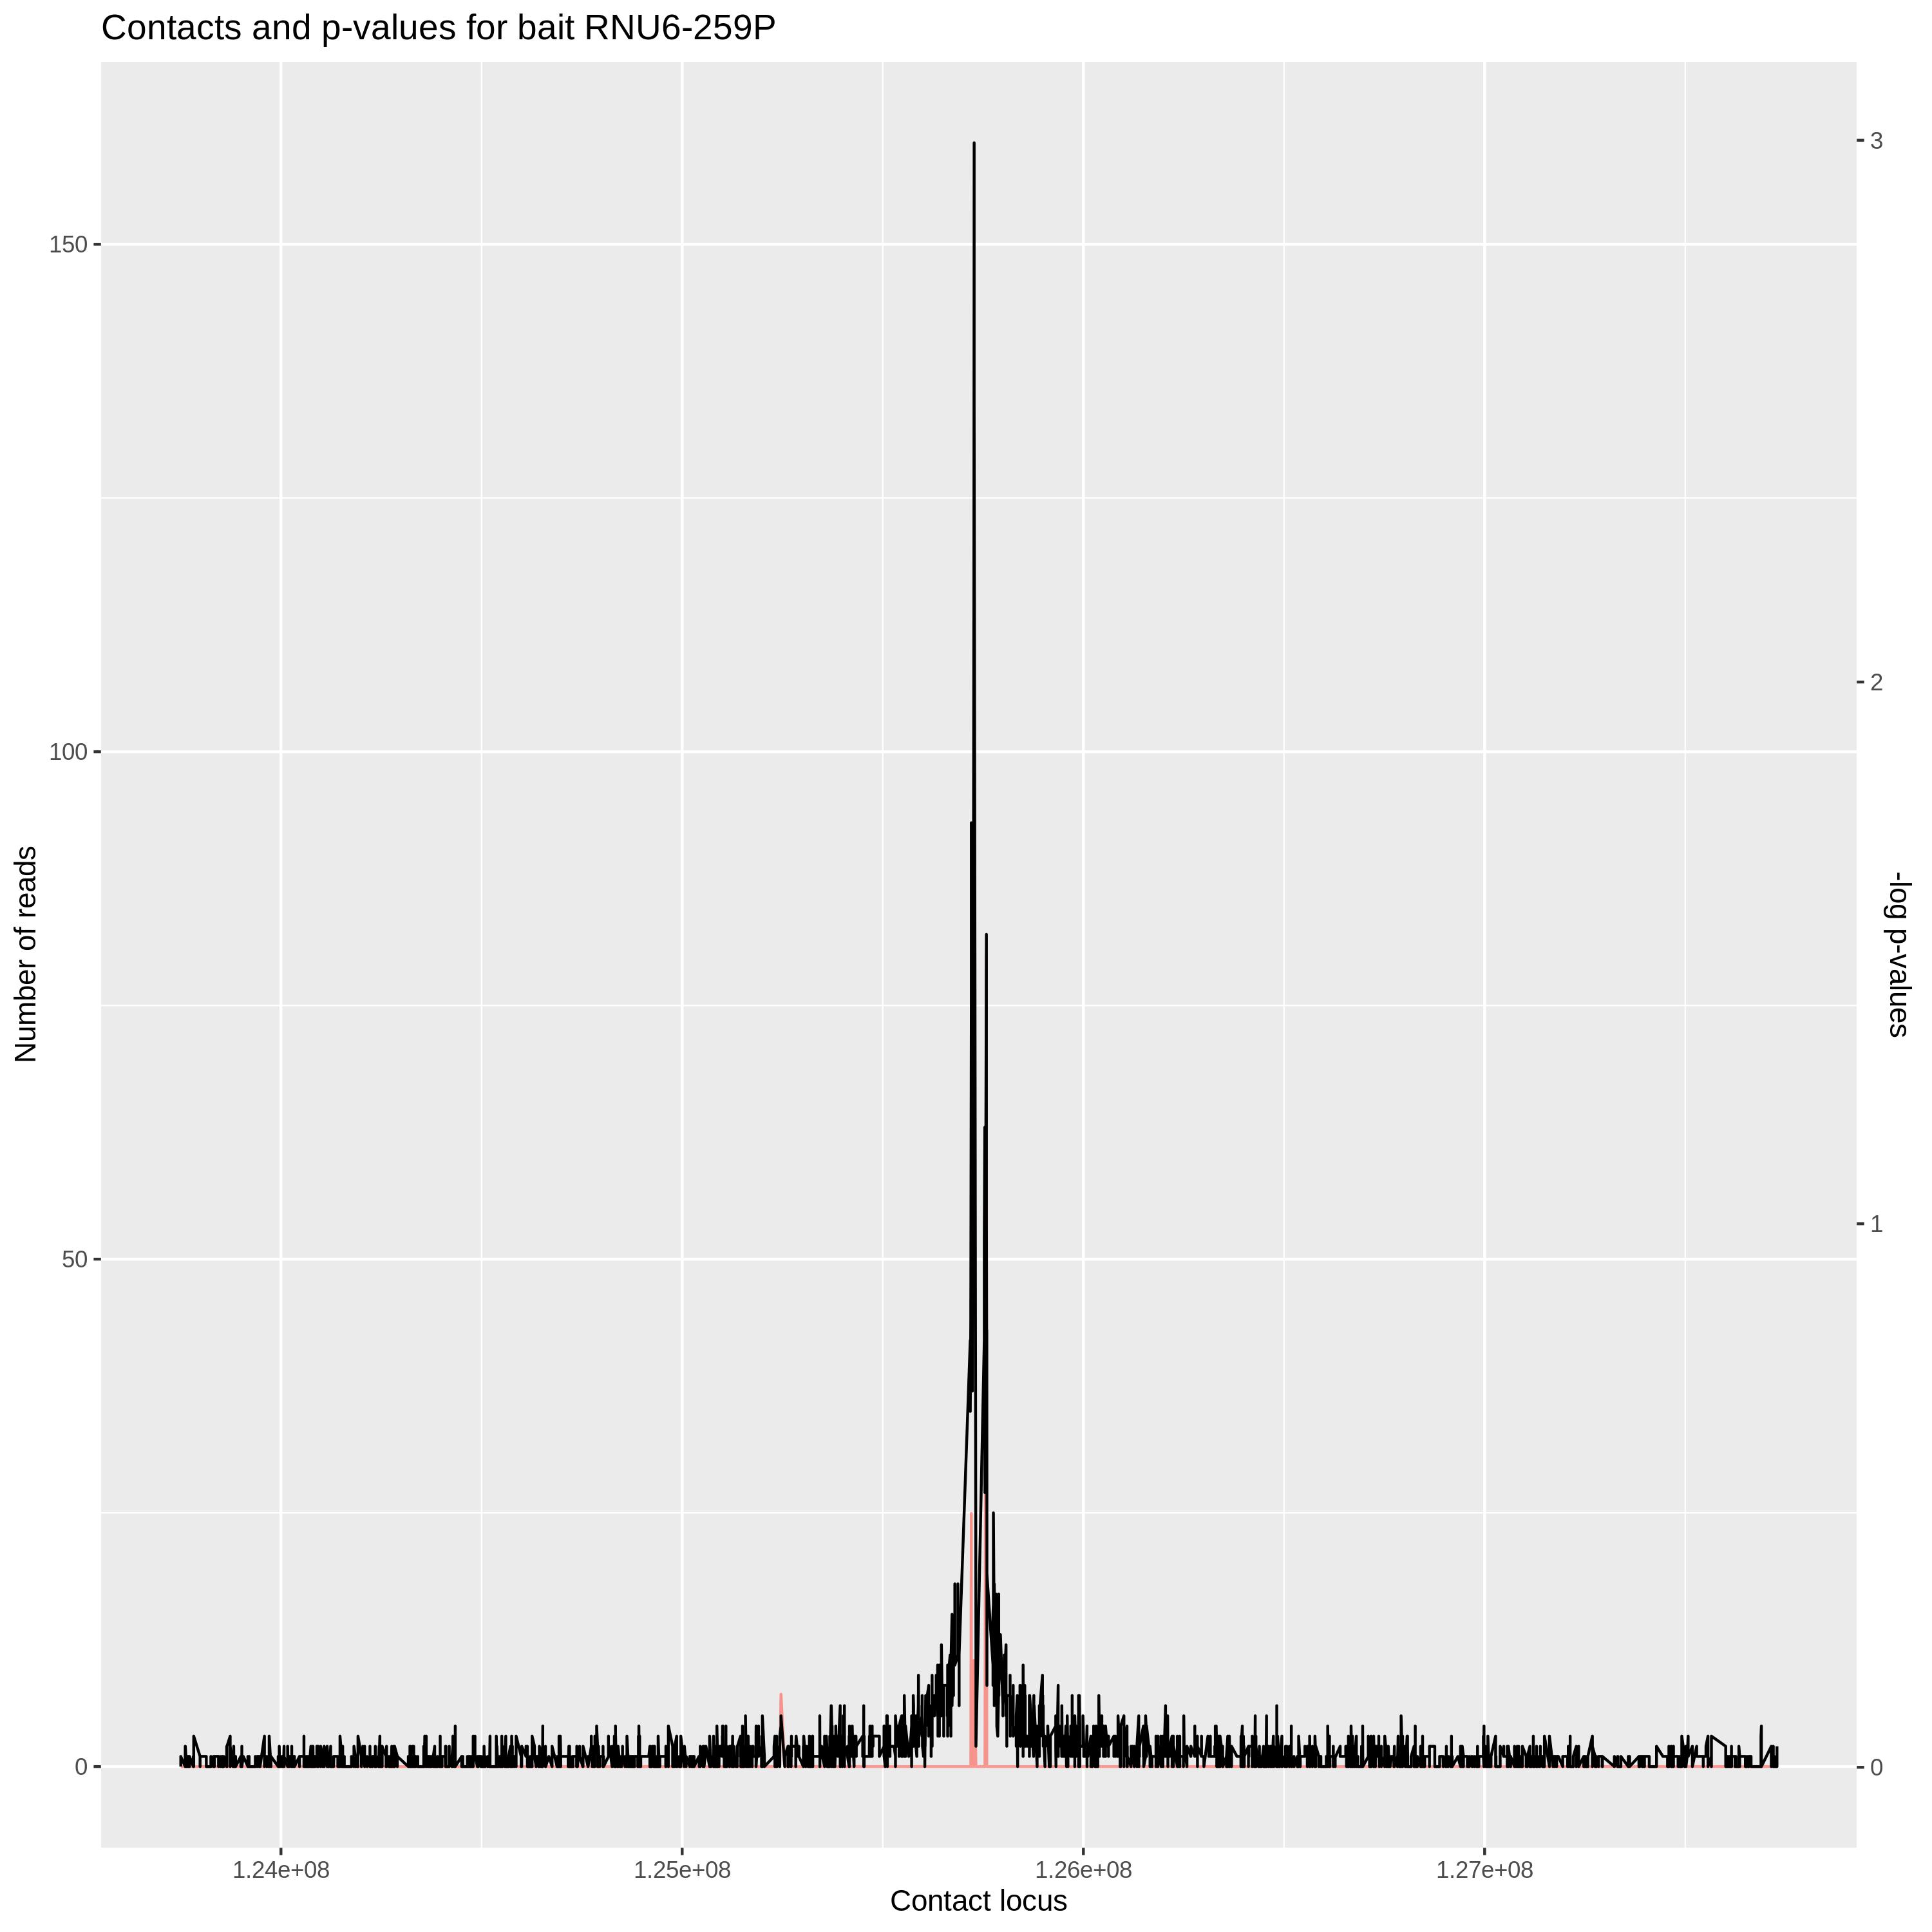 Contacts and p-values for bait RNU6-259P
150
100
50
0
Number of reads
3
2
1
0
-log p-values
1.24e+08
1.25e+08
1.26e+08
1.27e+08
Contact locus